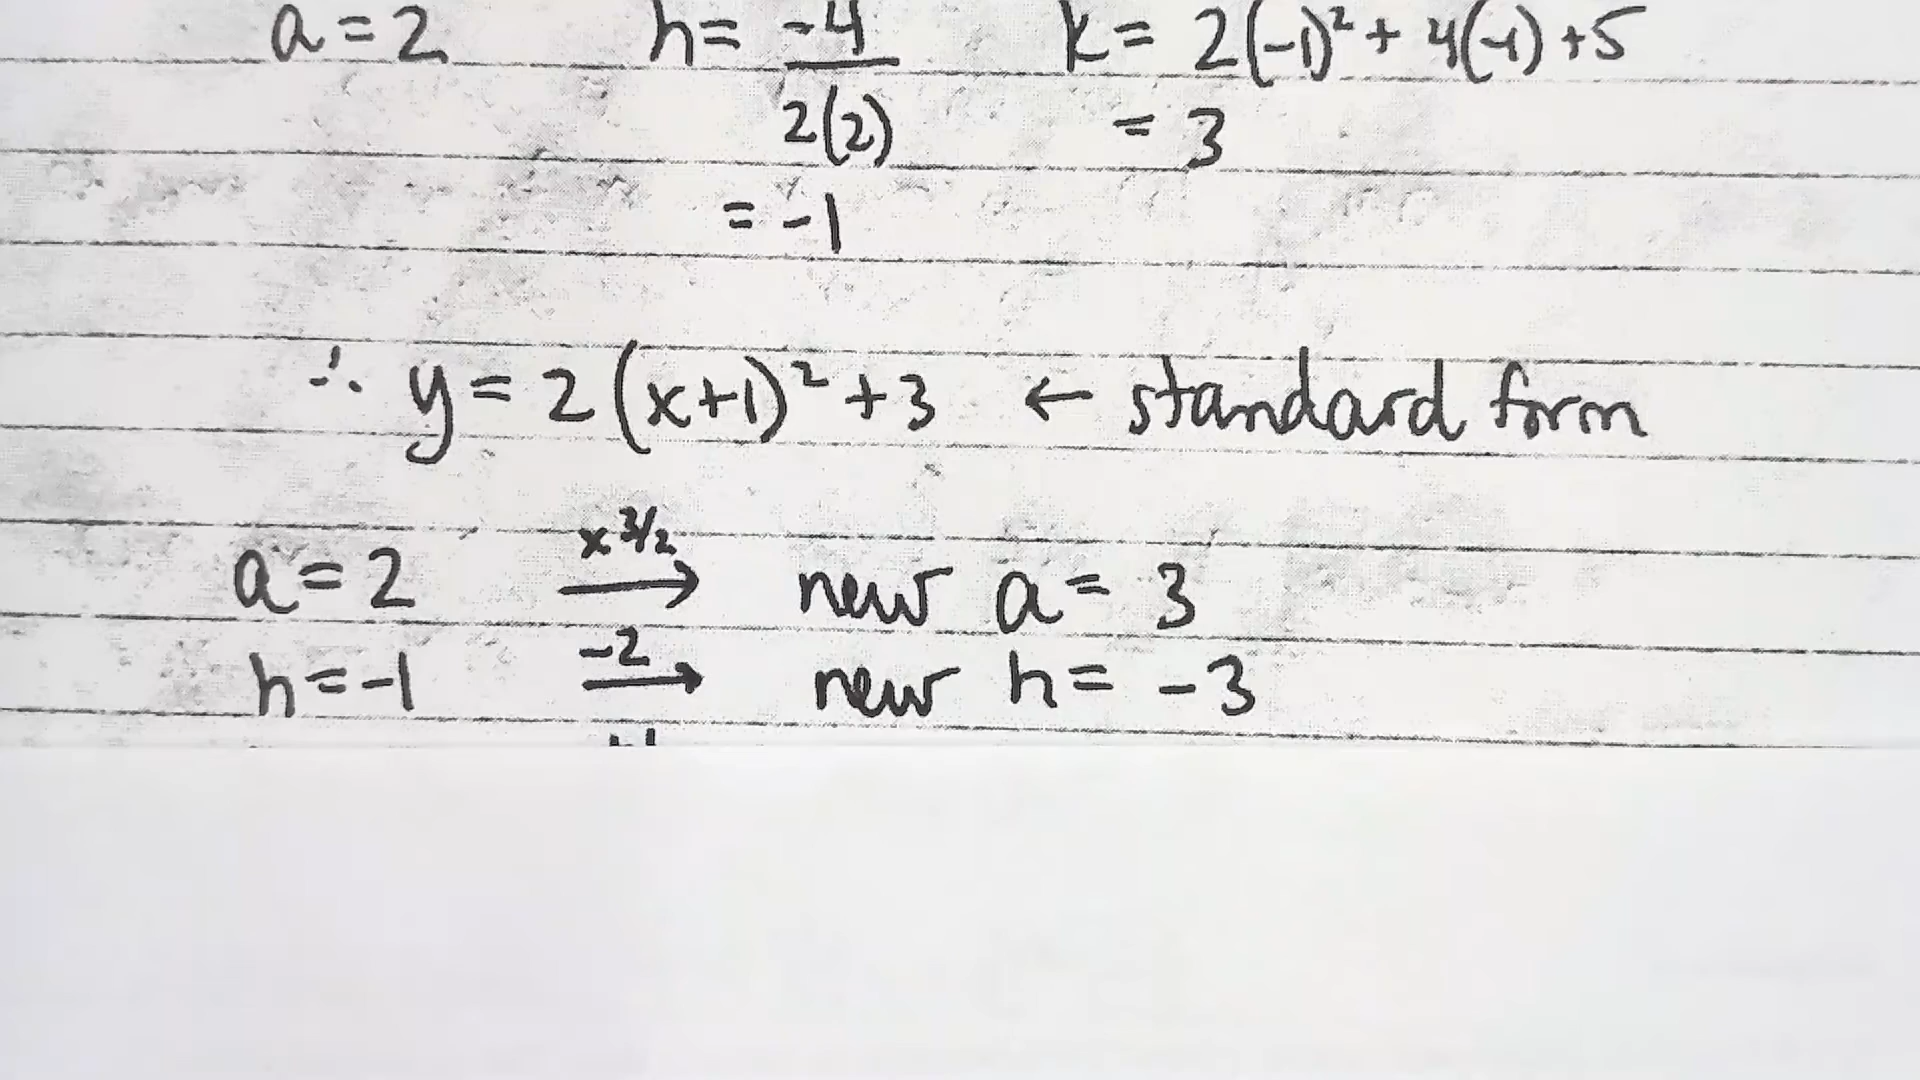 a = 2 h = -4 k = 2(-1)² + 4(-1) + 5
2(2) = 3
= -1
∴ y = 2(x+1)² + 3 ← standard form
x 3/2
a = 2 → new a = 3
-2
h = -1 → new h = -3